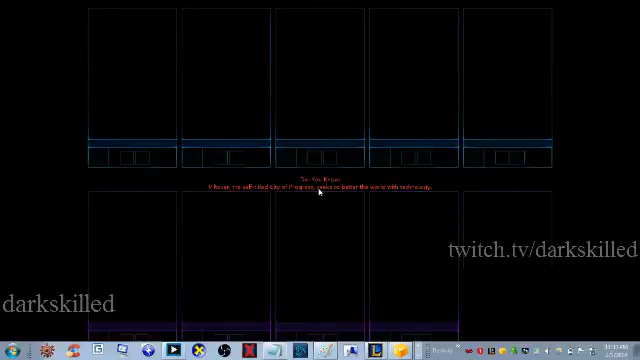 Did You Know
Piltover, the self-titled City of Progress, seeks to better the world with technology.
twitch.tv/darkskilled
darkskilled
Desktop